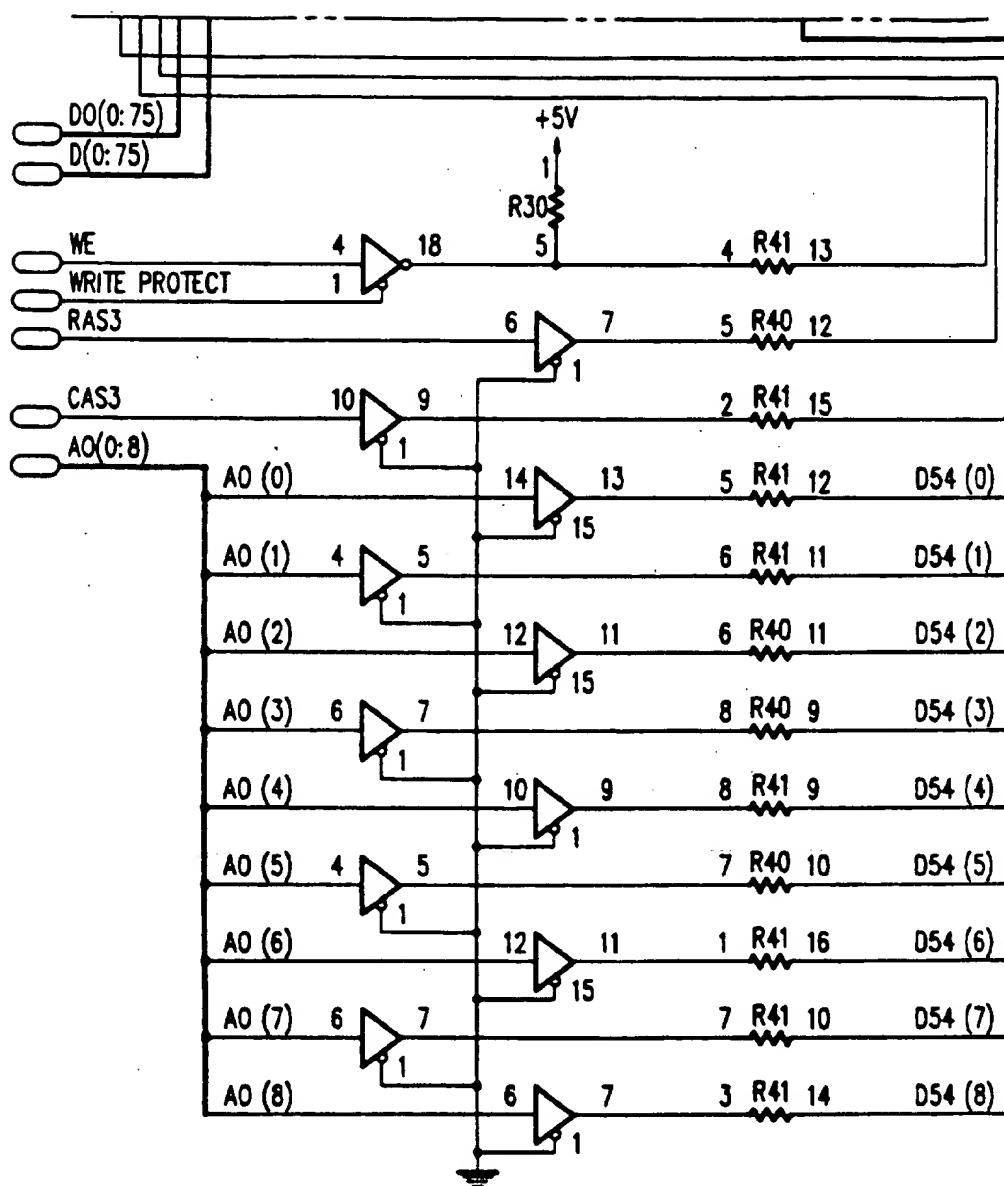 DO(0:75)
D(0:75)
+5V
1
R30
5
WE 4 18 4 R41 13
WRITE PROTECT 1
RAS3 6 7 5 R40 12
1
CAS3 10 9 2 R41 15
1
AO(0:8)
AO (0) 14 13 5 R41 12 D54 (0)
15
AO (1) 4 5 6 R41 11 D54 (1)
1
AO (2) 12 11 6 R40 11 D54 (2)
15
AO (3) 6 7 8 R40 9 D54 (3)
1
AO (4) 10 9 8 R41 9 D54 (4)
1
AO (5) 4 5 7 R40 10 D54 (5)
1
AO (6) 12 11 1 R41 16 D54 (6)
15
AO (7) 6 7 7 R41 10 D54 (7)
1
AO (8) 6 7 3 R41 14 D54 (8)
1